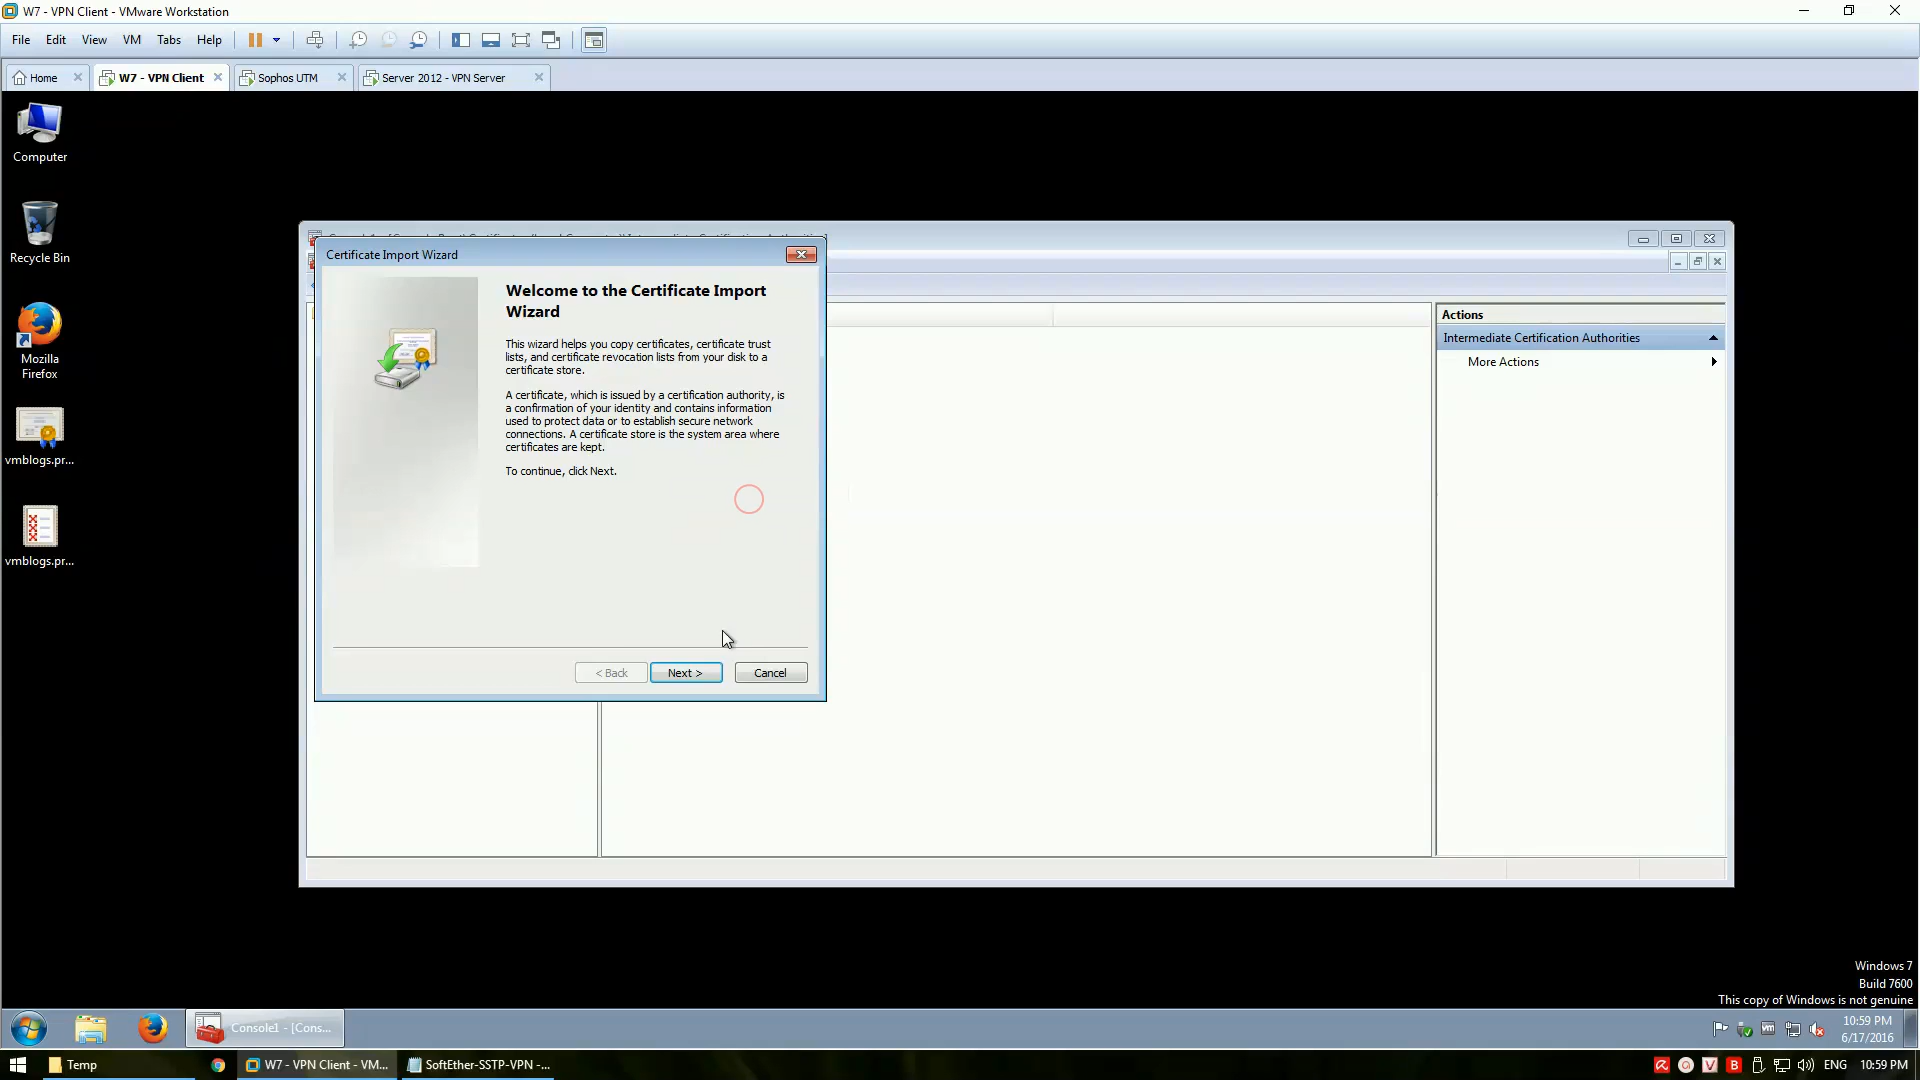 W7 - VPN Client - VMware Workstation
File Edit View VM Tabs Help
Home W7 - VPN Client Sophos UTM Server 2012 - VPN Server
Computer
Recycle Bin
Mozilla
Firefox
vmblogs.pr...
vmblogs.pr...
Certificate Import Wizard
Welcome to the Certificate Import
Wizard
This wizard helps you copy certificates, certificate trust
lists, and certificate revocation lists from your disk to a
certificate store.
A certificate, which is issued by a certification authority, is
a confirmation of your identity and contains information
used to protect data or to establish secure network
connections. A certificate store is the system area where
certificates are kept.
To continue, click Next.
< Back Next > Cancel
Actions
Intermediate Certification Authorities
More Actions
Windows 7
Build 7600
This copy of Windows is not genuine
Console1 - [Cons...
10:59 PM
6/17/2016
Temp W7 - VPN Client - VM... SoftEther-SSTP-VPN -... ENG 10:59 PM